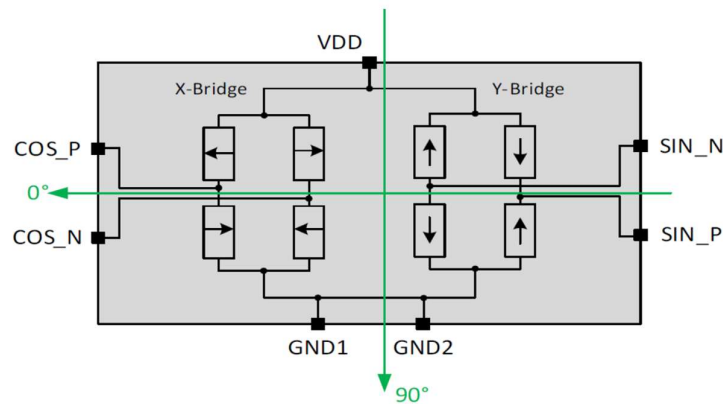 VDD
X-Bridge
Y-Bridge
COS_P
SIN_N
0°
COS_N
SIN_P
GND1
GND2
90°